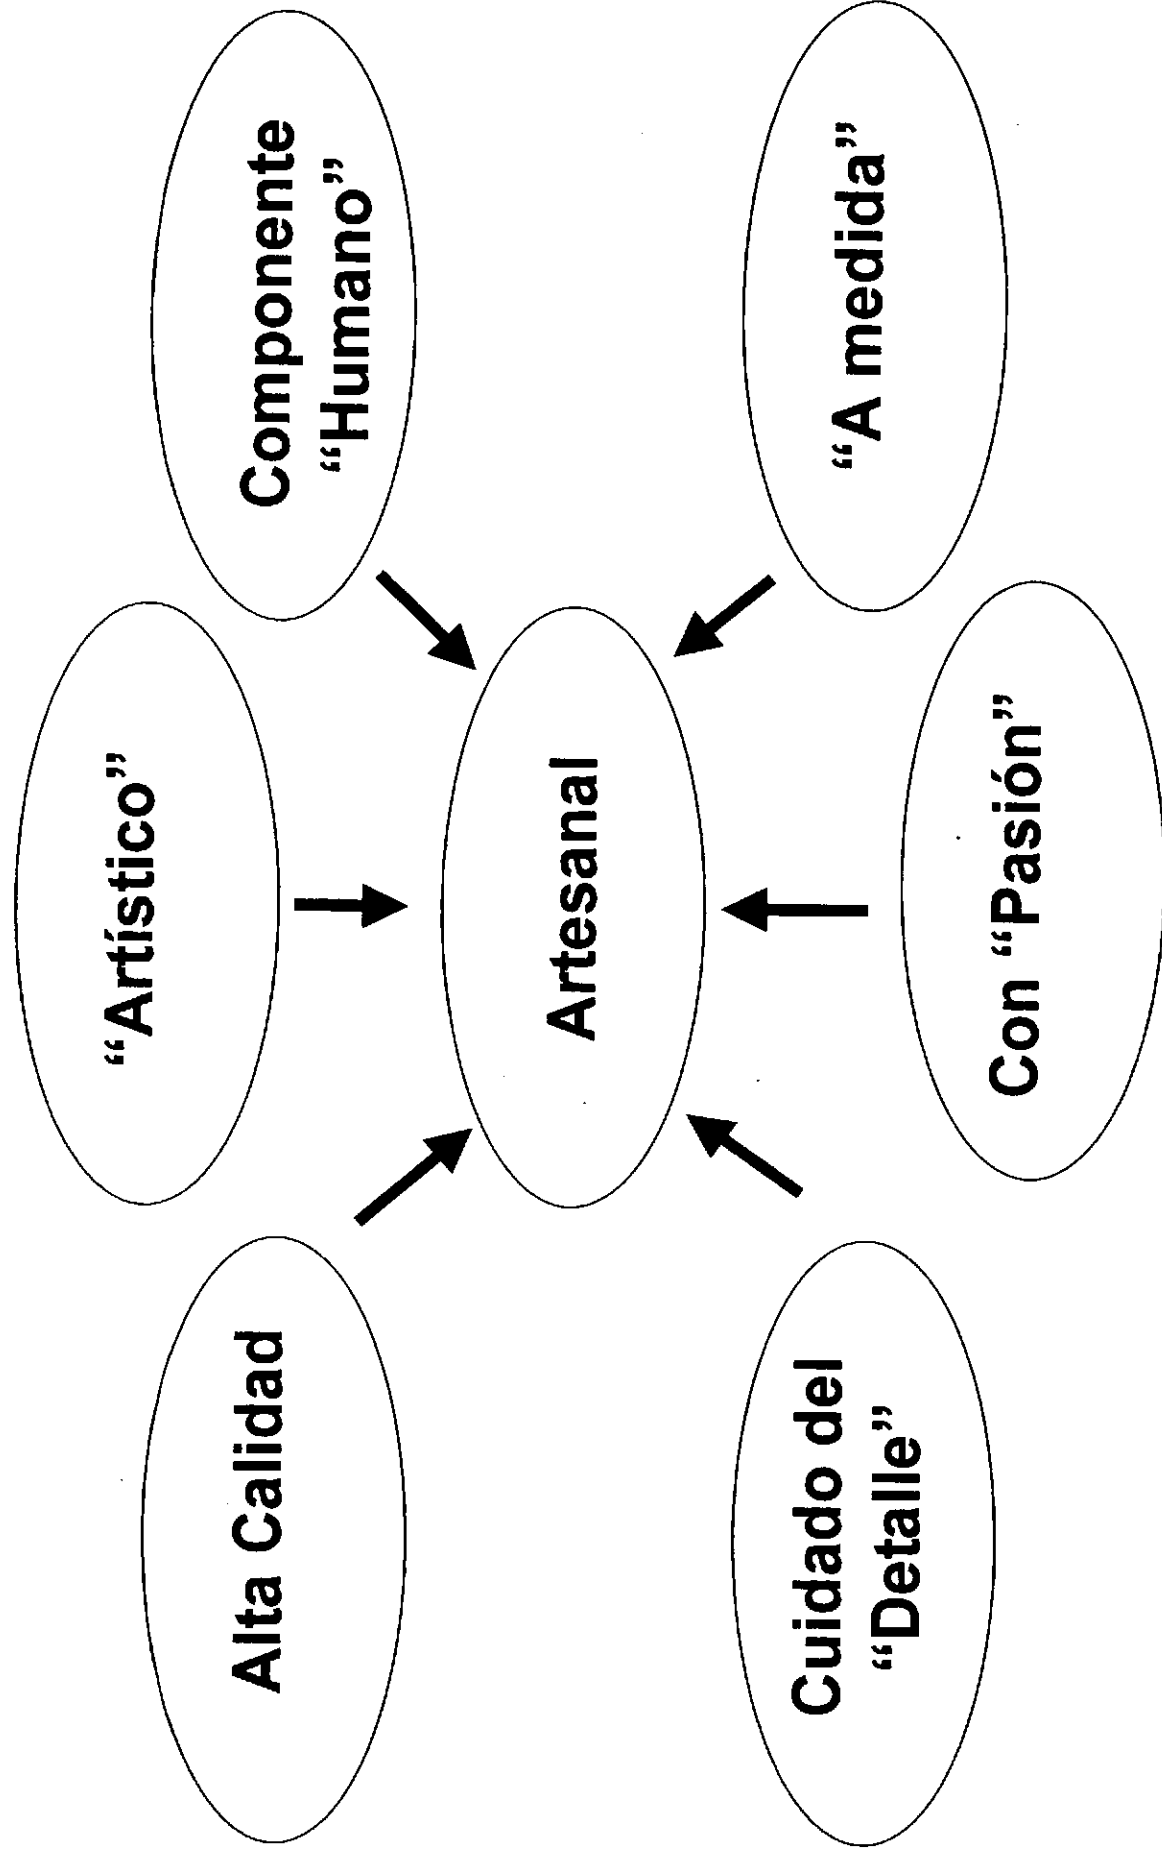 Alta Calidad
“Artístico”
Componente
“Humano”
Artesanal
Cuidado del
“Detalle”
Con “Pasión”
“A medida”